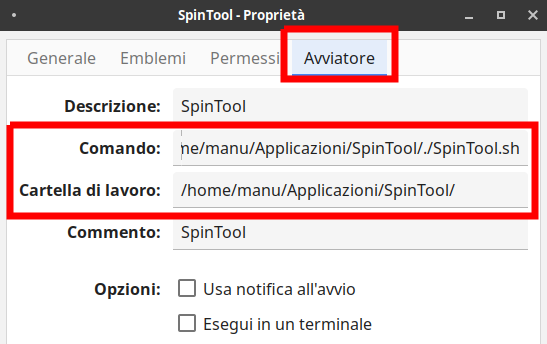 SpinTool - Proprietà
Generale Emblemi Permessi Avviatore
Descrizione: SpinTool
Comando: me/manu/Applicazioni/SpinTool/./SpinTool.sh
Cartella di lavoro: /home/manu/Applicazioni/SpinTool/
Commento: SpinTool
Opzioni: Usa notifica all'avvio
Esegui in un terminale